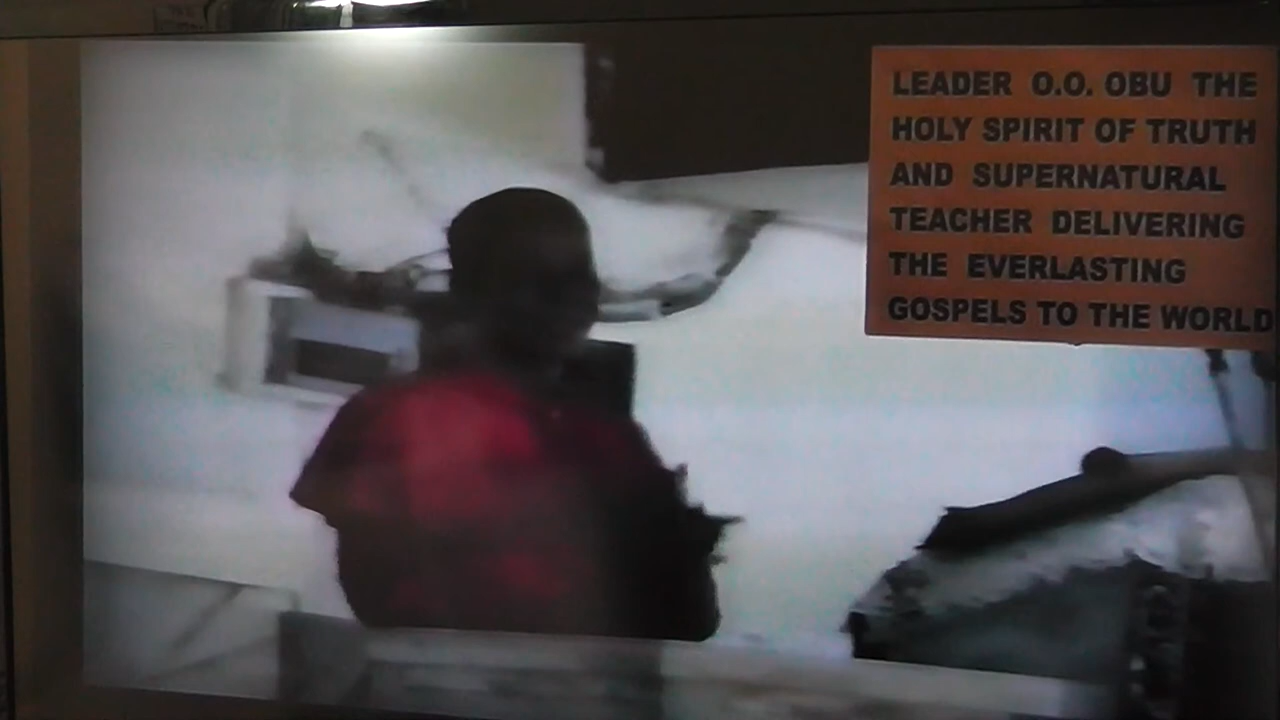 LEADER O.O. OBU THE
HOLY SPIRIT OF TRUTH
AND SUPERNATURAL
TEACHER DELIVERING
THE EVERLASTING
GOSPELS TO THE WORLD